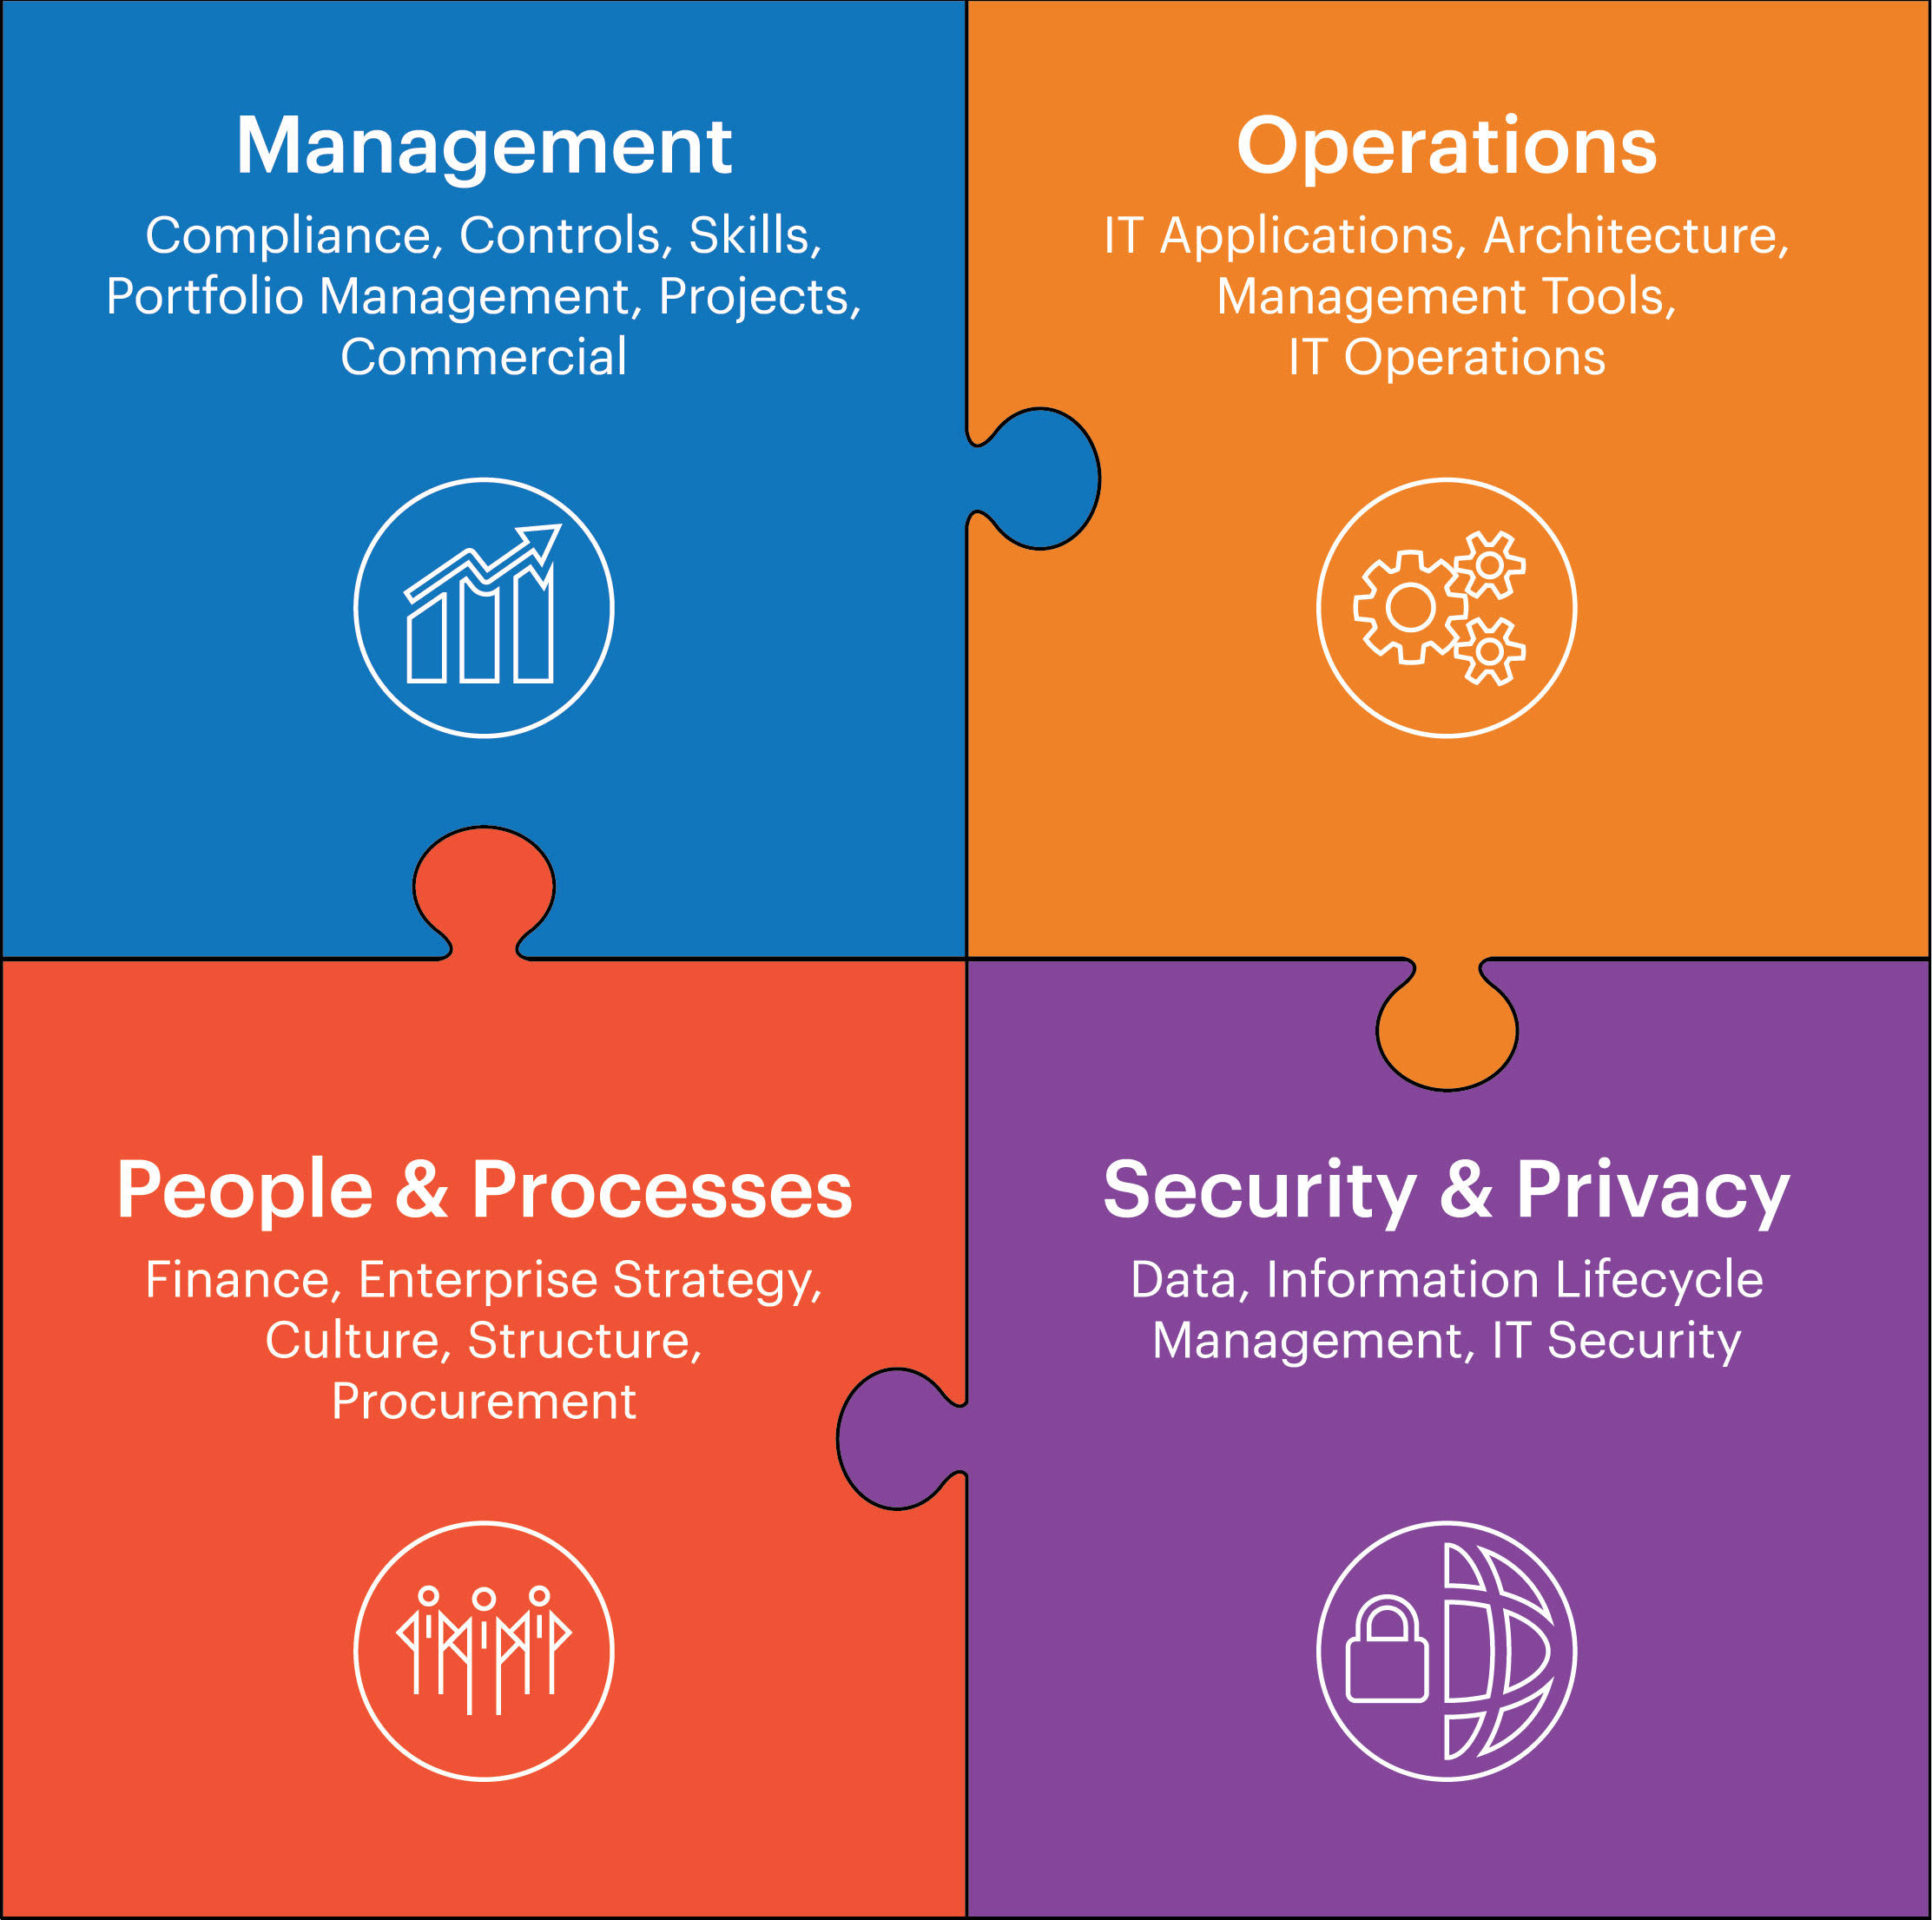 Management
Compliance, Controls, Skills,
Portfolio Management, Projects,
Commercial
Operations
IT Applications, Architecture,
Management Tools,
IT Operations
People & Processes
Finance, Enterprise Strategy,
Culture, Structure,
Procurement
Security & Privacy
Data, Information Lifecycle
Management, IT Security